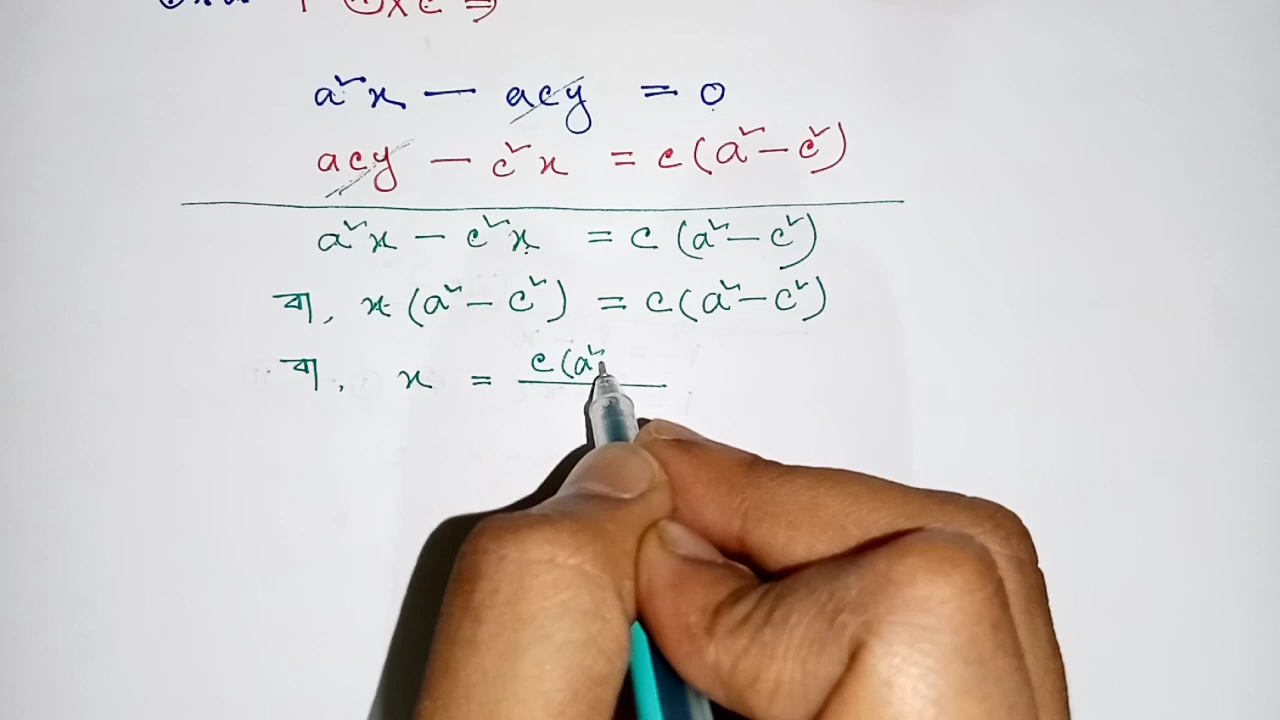 × c ⇒
a²x − acy = 0
acy − c²x = c(a² − c²)
a²x − c²x = c(a² − c²)
বা, x(a² − c²) = c(a² − c²)
বা, x = c(a²